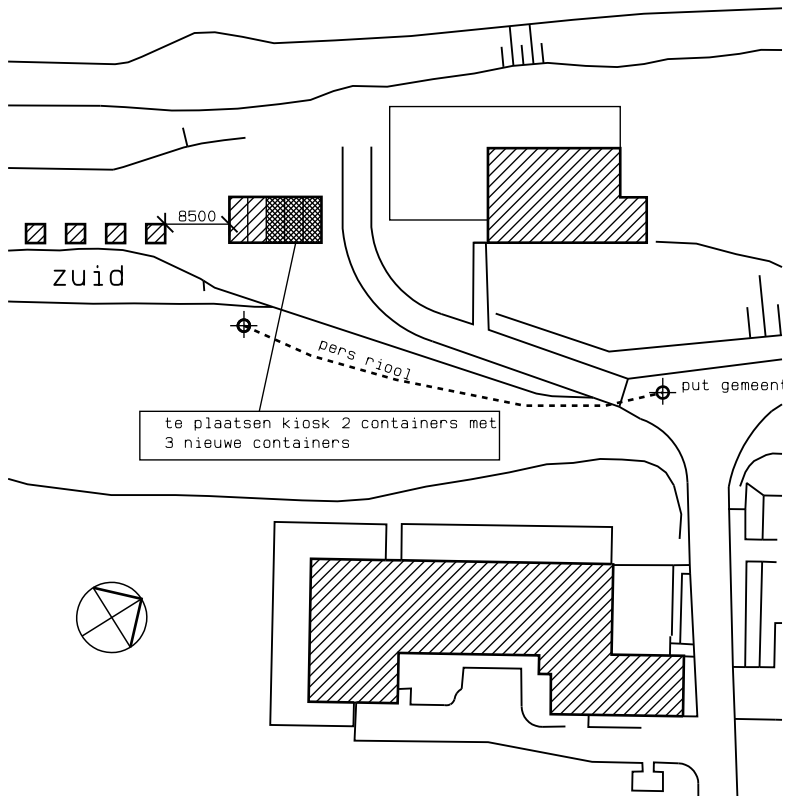 8500
zuid
pers riool
put gemeent
te plaatsen kiosk 2 containers met
3 nieuwe containers